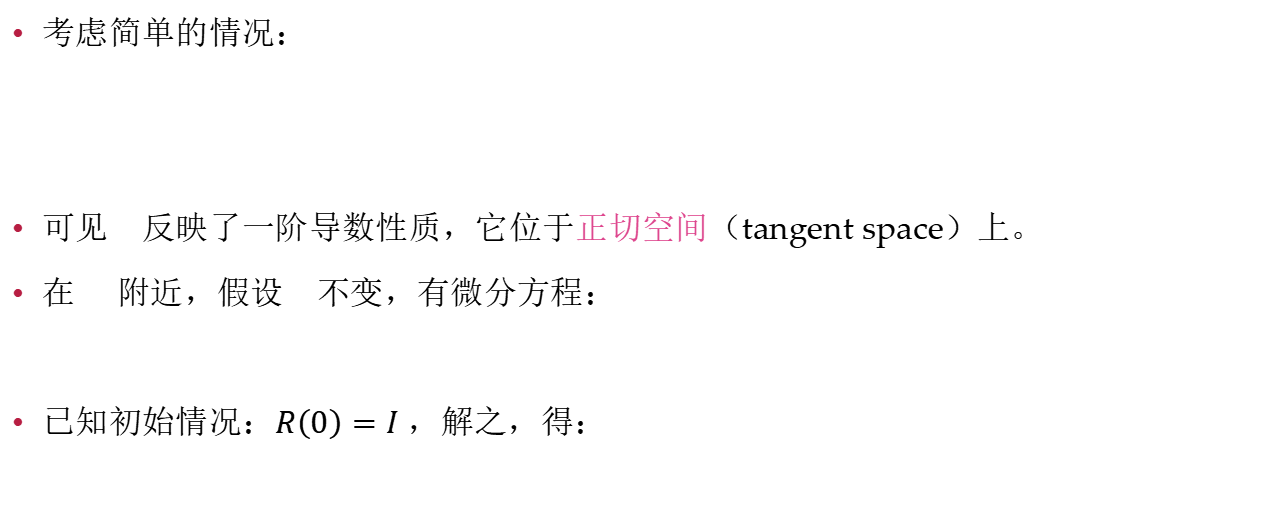 • 考虑简单的情况：
• 可见 反映了一阶导数性质，它位于正切空间（tangent space）上。
• 在 附近，假设 不变，有微分方程：
• 已知初始情况：R(0) = I ，解之，得：